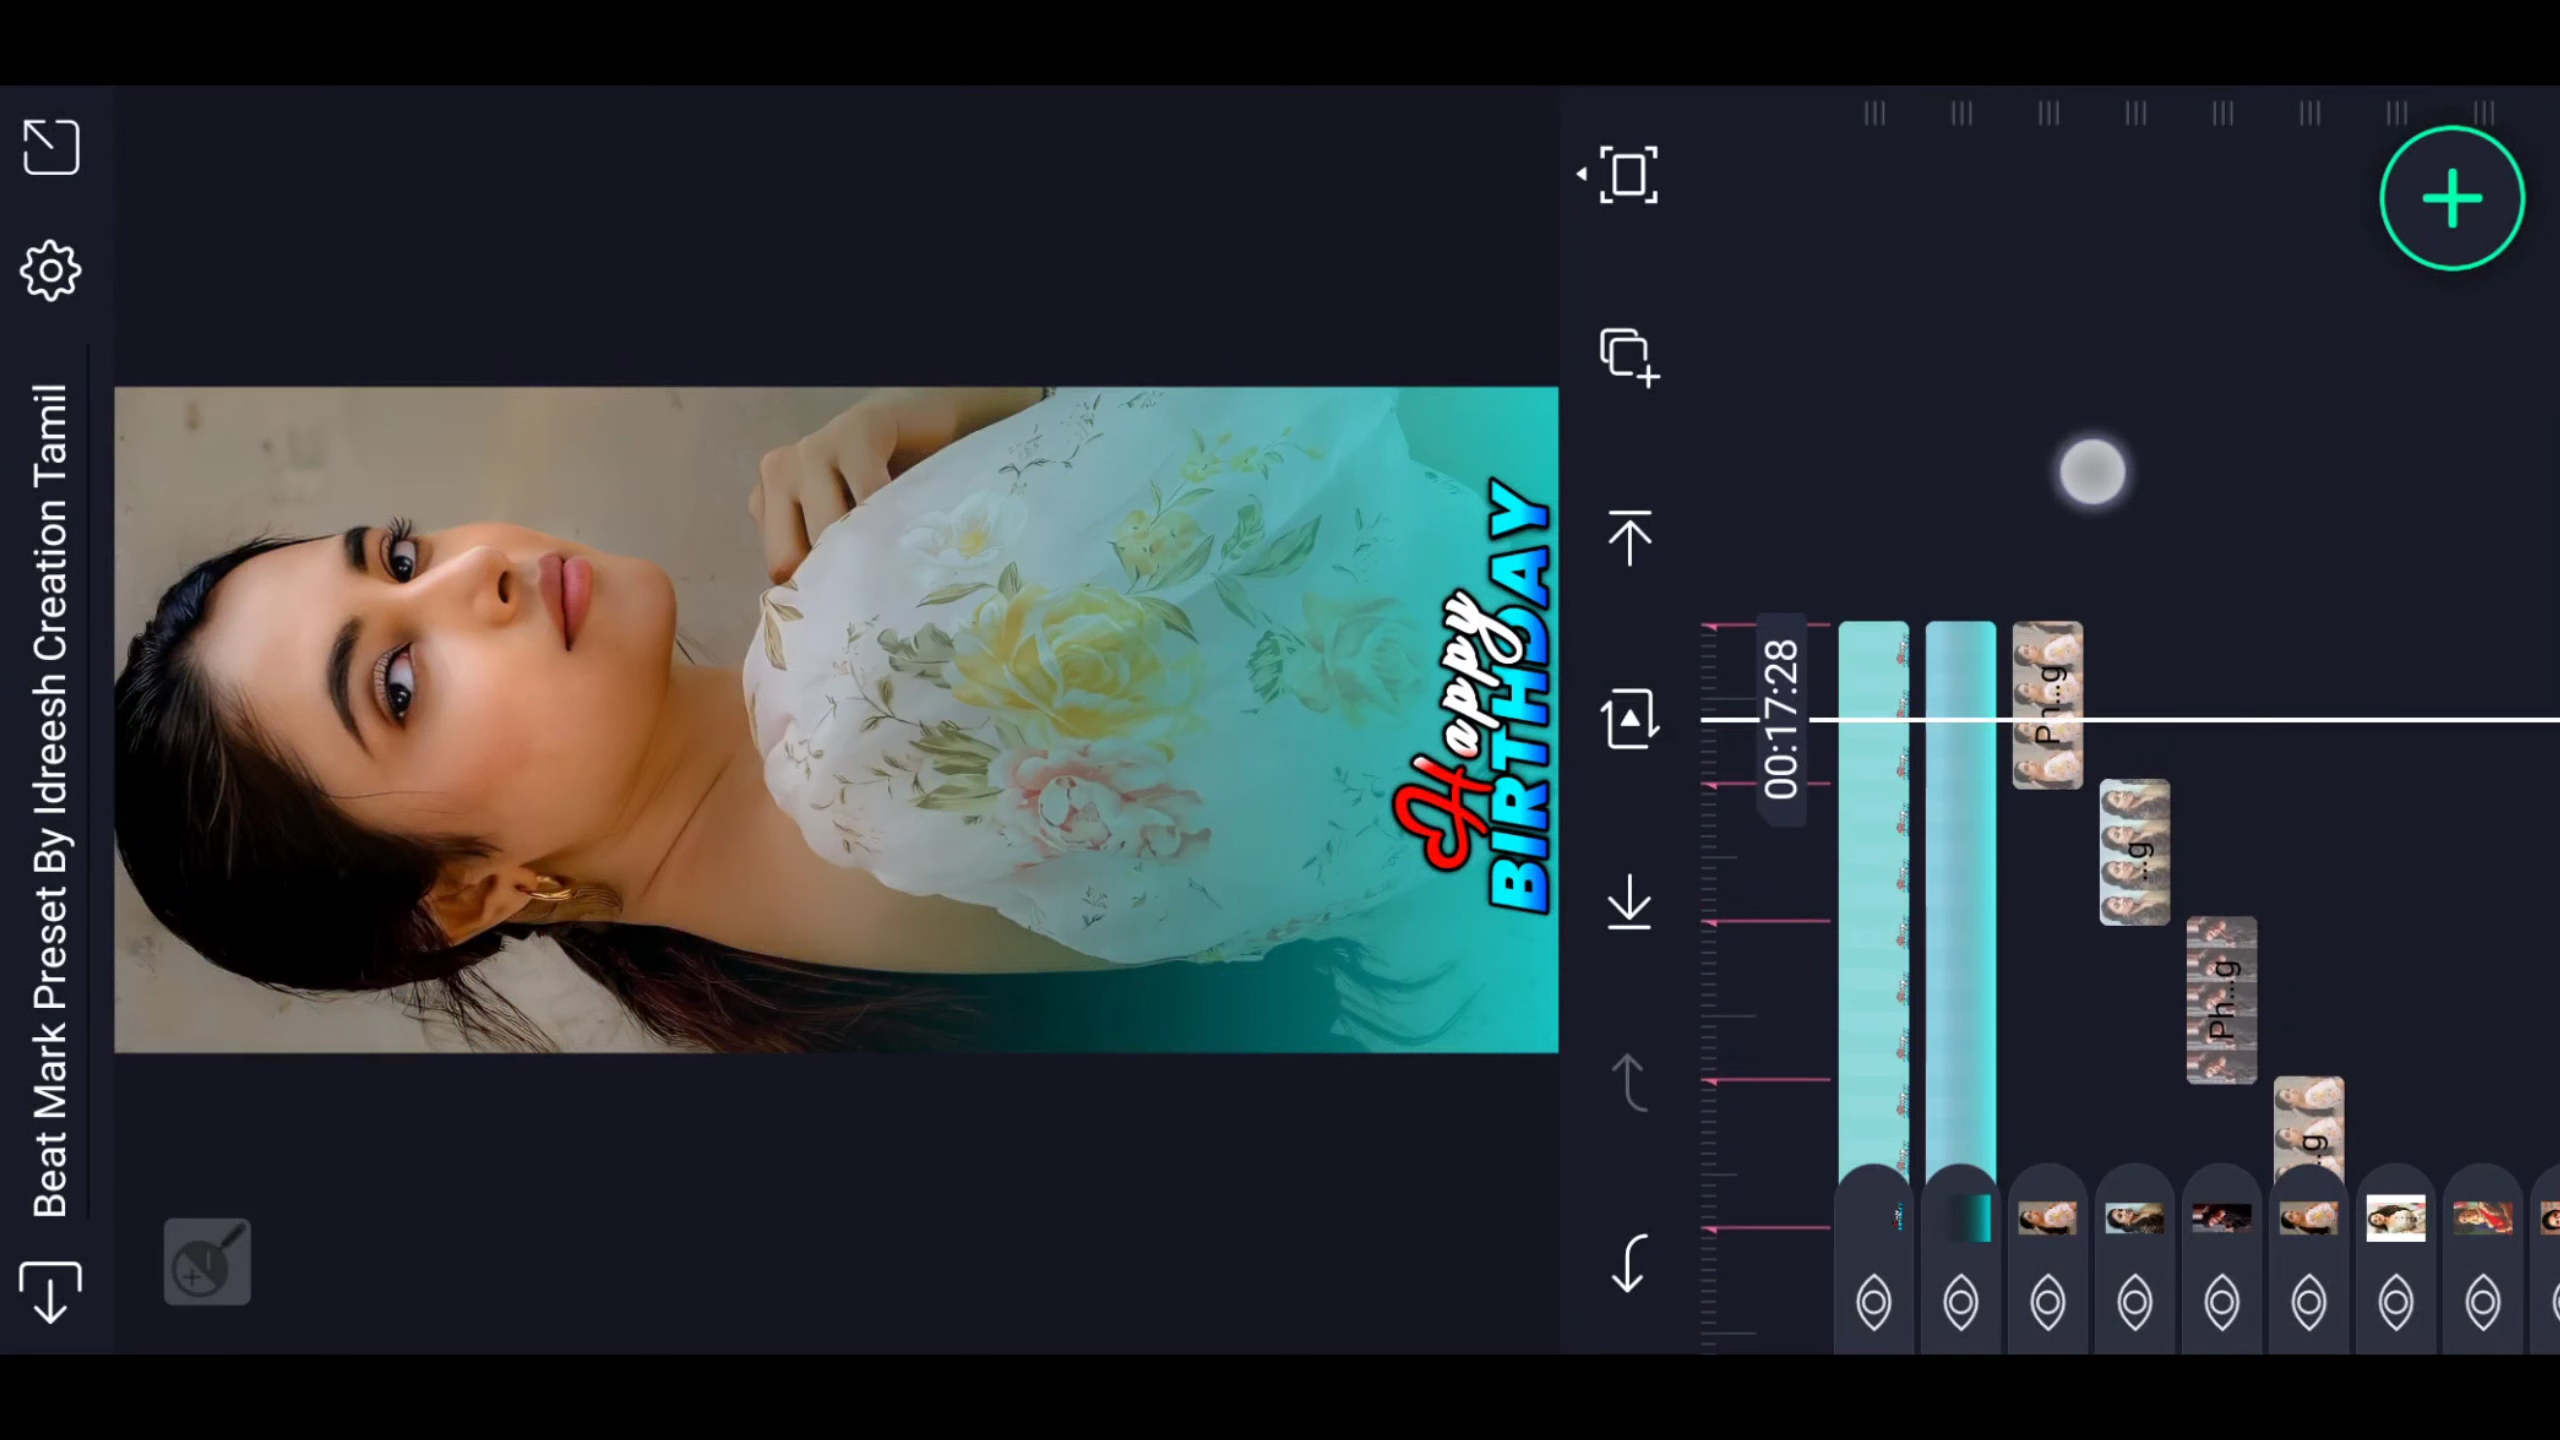 Beat Mark Preset By Idreesh Creation Tamil
Happy
BIRTHDAY
00:17:28
Ph...g
...g
Ph...g
...g